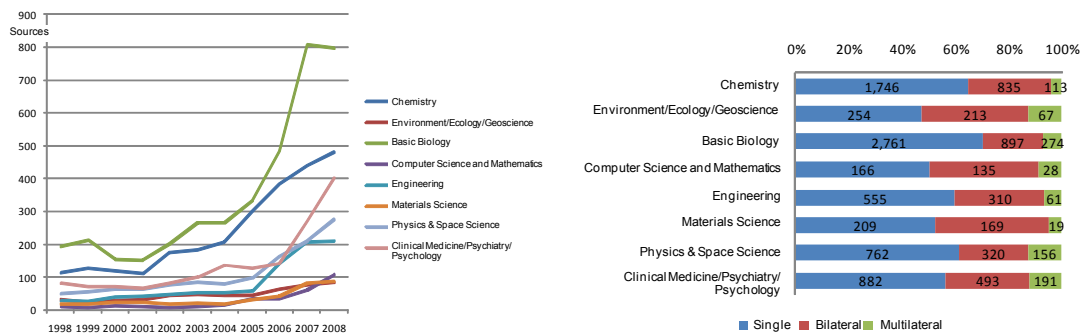 900
Sources
800
700
600
500
400
300
200
100
0
1998 1999 2000 2001 2002 2003 2004 2005 2006 2007 2008
Chemistry
Environment/Ecology/Geoscience
Basic Biology
Computer Science and Mathematics
Engineering
Materials Science
Physics & Space Science
Clinical Medicine/Psychiatry/
Psychology
0% 20% 40% 60% 80% 100%
Chemistry 1,746 835 113
Environment/Ecology/Geoscience 254 213 67
Basic Biology 2,761 897 274
Computer Science and Mathematics 166 135 28
Engineering 555 310 61
Materials Science 209 169 19
Physics & Space Science 762 320 156
Clinical Medicine/Psychiatry/
Psychology 882 493 191
Single Bilateral Multilateral